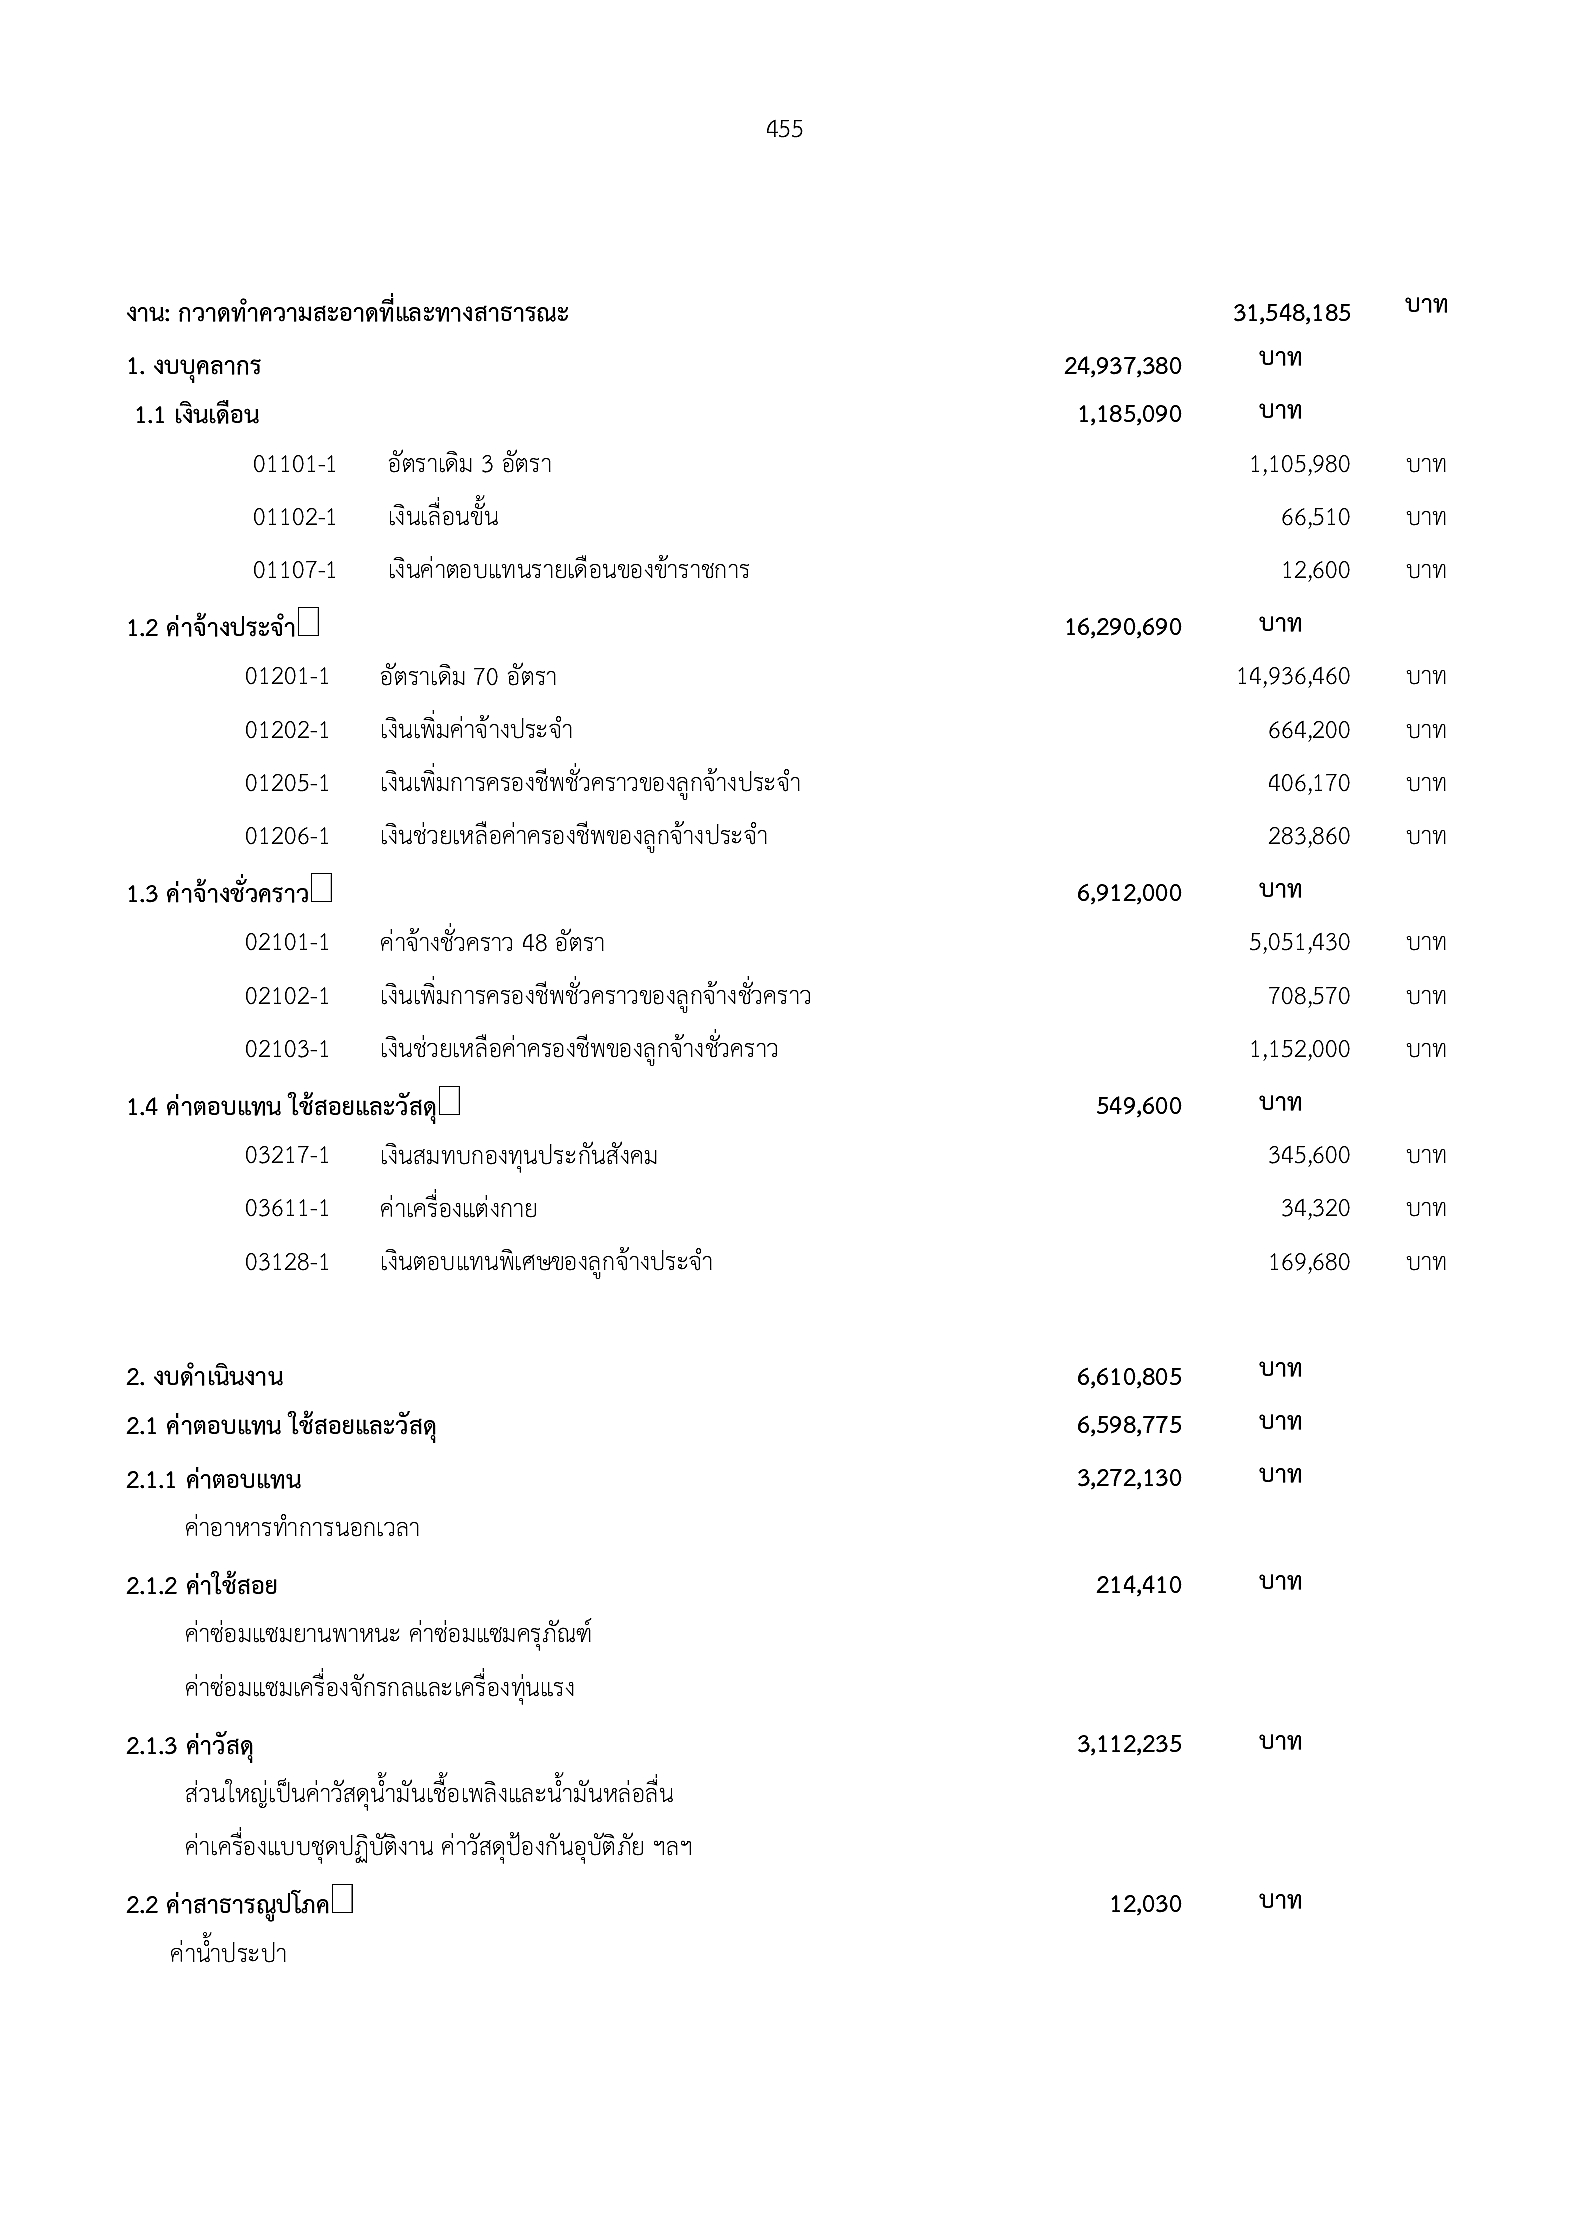 455
งาน: กวาดทำความสะอาดที่และทางสาธารณะ 31,548,185 บาท
1. งบบุคลากร 24,937,380 บาท
1.1 เงินเดือน 1,185,090 บาท
01101-1 อัตราเดิม 3 อัตรา 1,105,980 บาท
01102-1 เงินเลื่อนขั้น 66,510 บาท
01107-1 เงินค่าตอบแทนรายเดือนของข้าราชการ 12,600 บาท
1.2 ค่าจ้างประจำ 16,290,690 บาท
01201-1 อัตราเดิม 70 อัตรา 14,936,460 บาท
01202-1 เงินเพิ่มค่าจ้างประจำ 664,200 บาท
01205-1 เงินเพิ่มการครองชีพชั่วคราวของลูกจ้างประจำ 406,170 บาท
01206-1 เงินช่วยเหลือค่าครองชีพของลูกจ้างประจำ 283,860 บาท
1.3 ค่าจ้างชั่วคราว 6,912,000 บาท
02101-1 ค่าจ้างชั่วคราว 48 อัตรา 5,051,430 บาท
02102-1 เงินเพิ่มการครองชีพชั่วคราวของลูกจ้างชั่วคราว 708,570 บาท
02103-1 เงินช่วยเหลือค่าครองชีพของลูกจ้างชั่วคราว 1,152,000 บาท
1.4 ค่าตอบแทน ใช้สอยและวัสดุ 549,600 บาท
03217-1 เงินสมทบกองทุนประกันสังคม 345,600 บาท
03611-1 ค่าเครื่องแต่งกาย 34,320 บาท
03128-1 เงินตอบแทนพิเศษของลูกจ้างประจำ 169,680 บาท
2. งบดำเนินงาน 6,610,805 บาท
2.1 ค่าตอบแทน ใช้สอยและวัสดุ 6,598,775 บาท
2.1.1 ค่าตอบแทน 3,272,130 บาท
ค่าอาหารทำการนอกเวลา
2.1.2 ค่าใช้สอย 214,410 บาท
ค่าซ่อมแซมยานพาหนะ ค่าซ่อมแซมครุภัณฑ์
ค่าซ่อมแซมเครื่องจักรกลและเครื่องทุ่นแรง
2.1.3 ค่าวัสดุ 3,112,235 บาท
ส่วนใหญ่เป็นค่าวัสดุน้ำมันเชื้อเพลิงและน้ำมันหล่อลื่น
ค่าเครื่องแบบชุดปฏิบัติงาน ค่าวัสดุป้องกันอุบัติภัย ฯลฯ
2.2 ค่าสาธารณูปโภค 12,030 บาท
ค่าน้ำประปา